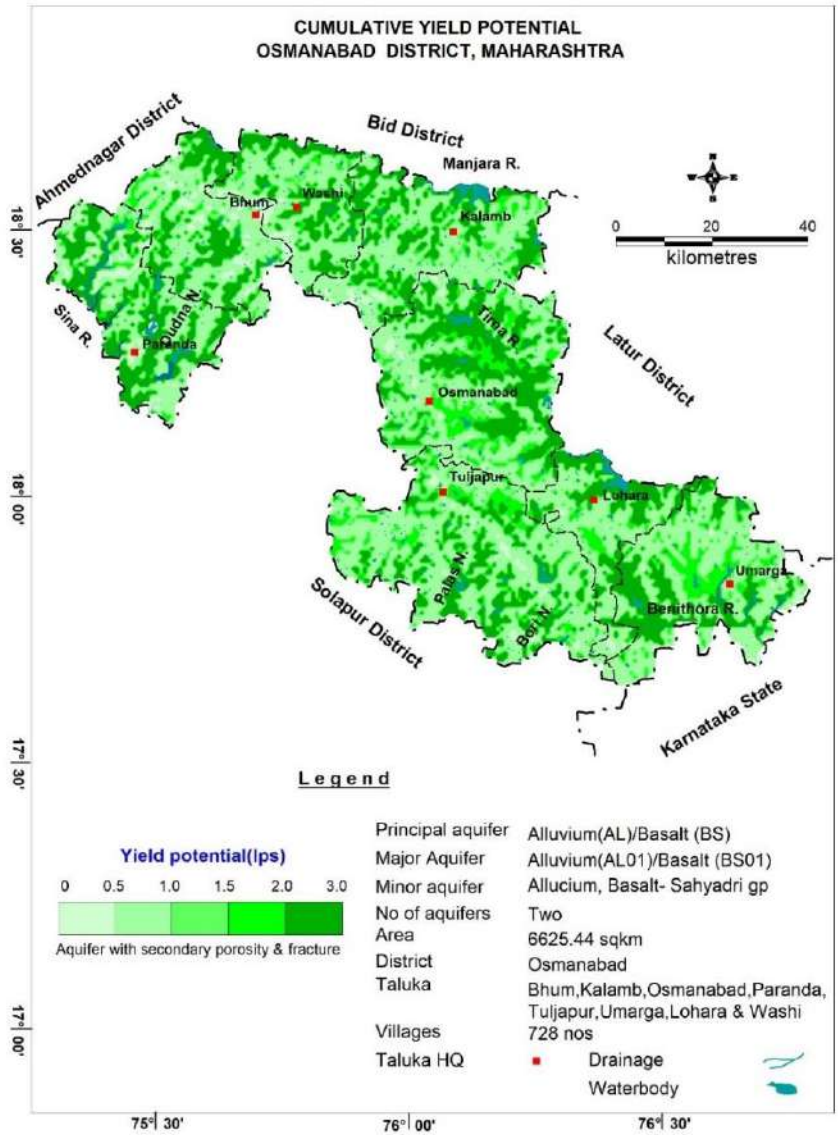 CUMULATIVE YIELD POTENTIAL
OSMANABAD DISTRICT, MAHARASHTRA
Ahmednagar District
Bid District
Manjara R.
N
W E
S
Bhum
Washi
Kalamb
18° 30'
0 20 40
kilometres
Sina R.
Dudna N.
Paranda
Tirna R.
Latur District
Osmanabad
Tuljapur
Lohara
18° 00'
Umarga
Palas N.
Benithora R.
Solapur District
Bori N.
Karnataka State
17° 30'
Legend
Yield potential(lps)
0 0.5 1.0 1.5 2.0 3.0
Aquifer with secondary porosity & fracture
Principal aquifer Alluvium(AL)/Basalt (BS)
Major Aquifer Alluvium(AL01)/Basalt (BS01)
Minor aquifer Allucium, Basalt- Sahyadri gp
No of aquifers Two
Area 6625.44 sqkm
District Osmanabad
Taluka Bhum,Kalamb,Osmanabad,Paranda,
Tuljapur,Umarga,Lohara & Washi
Villages 728 nos
Taluka HQ Drainage
Waterbody
17° 00'
75° 30' 76° 00' 76° 30'